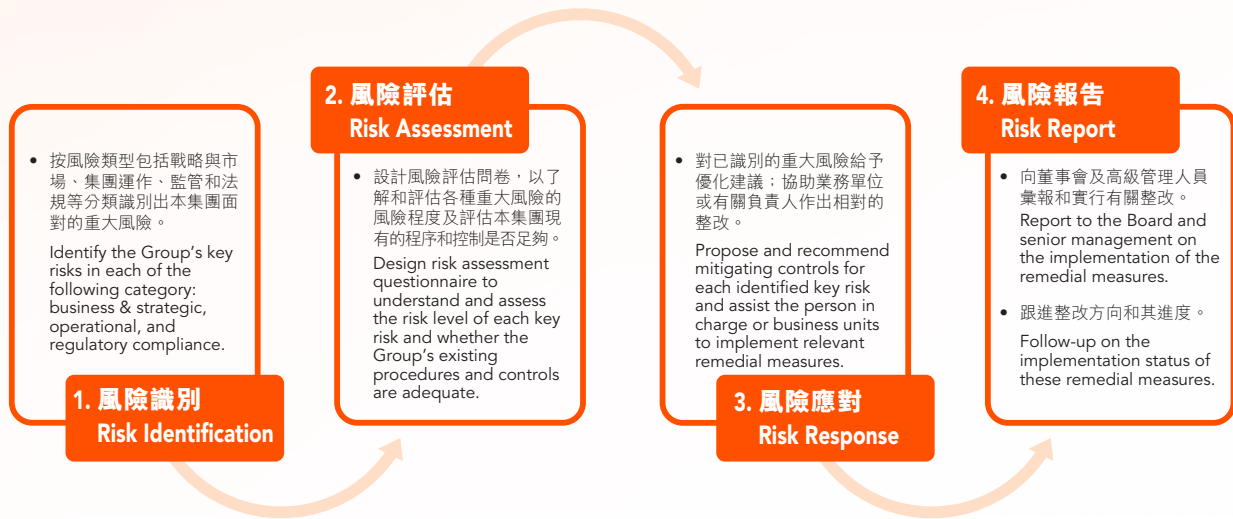 • 按風險類型包括戰略與市
場、集團運作、監管和法
規等分類識別出本集團面
對的重大風險。
Identify the Group's key
risks in each of the
following category:
business & strategic,
operational, and
regulatory compliance.
1. 風險識別
Risk Identification
2. 風險評估
Risk Assessment
• 設計風險評估問卷，以了
解和評估各種重大風險的
風險程度及評估本集團現
有的程序和控制是否足夠。
Design risk assessment
questionnaire to
understand and assess
the risk level of each key
risk and whether the
Group's existing
procedures and controls
are adequate.
• 對已識別的重大風險給予
優化建議；協助業務單位
或有關負責人作出相對的
整改。
Propose and recommend
mitigating controls for
each identified key risk
and assist the person in
charge or business units
to implement relevant
remedial measures.
3. 風險應對
Risk Response
4. 風險報告
Risk Report
• 向董事會及高級管理人員
彙報和實行有關整改。
Report to the Board and
senior management on
the implementation of the
remedial measures.
• 跟進整改方向和其進度。
Follow-up on the
implementation status of
these remedial measures.